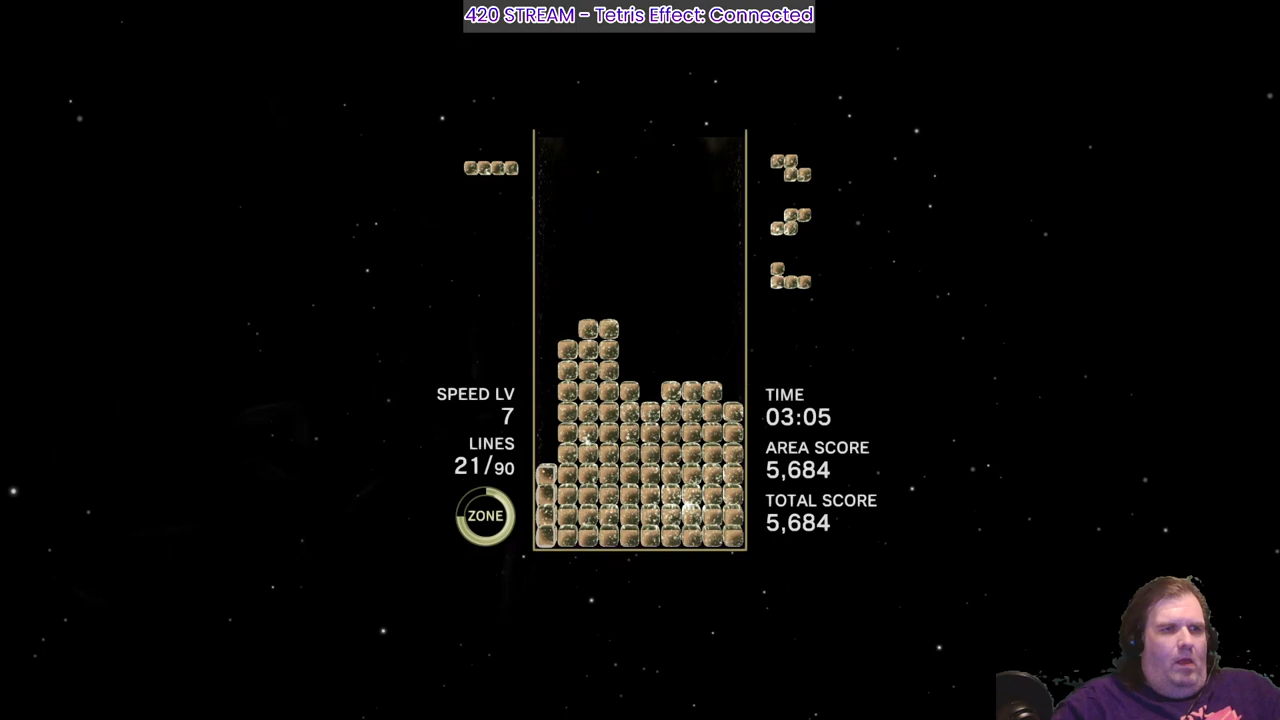 420 STREAM - Tetris Effect: Connected
SPEED LV
7
LINES
21/90
ZONE
TIME
03:05
AREA SCORE
5,684
TOTAL SCORE
5,684